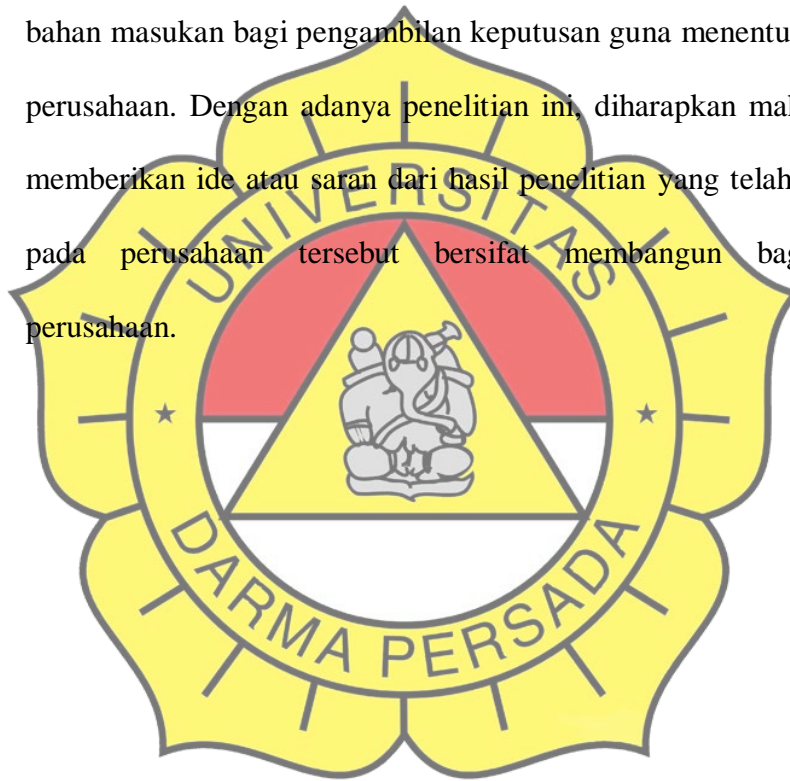 bahan masukan bagi pengambilan keputusan guna menentu
perusahaan. Dengan adanya penelitian ini, diharapkan mal
memberikan ide atau saran dari hasil penelitian yang telah
pada perusahaan tersebut bersifat membangun bag
perusahaan.
UNIVERSITAS
DARMA PERSADA